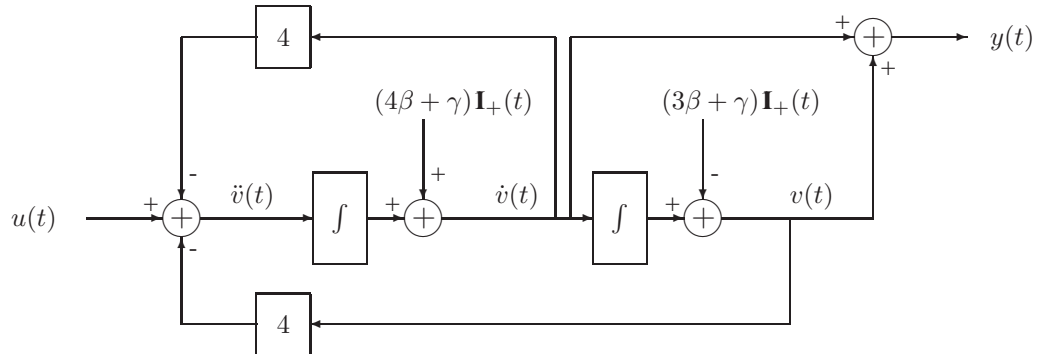 4
+
+
y(t)
(4β + γ) I₊(t)
(3β + γ) I₊(t)
+
-
+
-
u(t)
+
+
v̈(t)
∫
+
+
v̇(t)
∫
+
+
v(t)
-
4